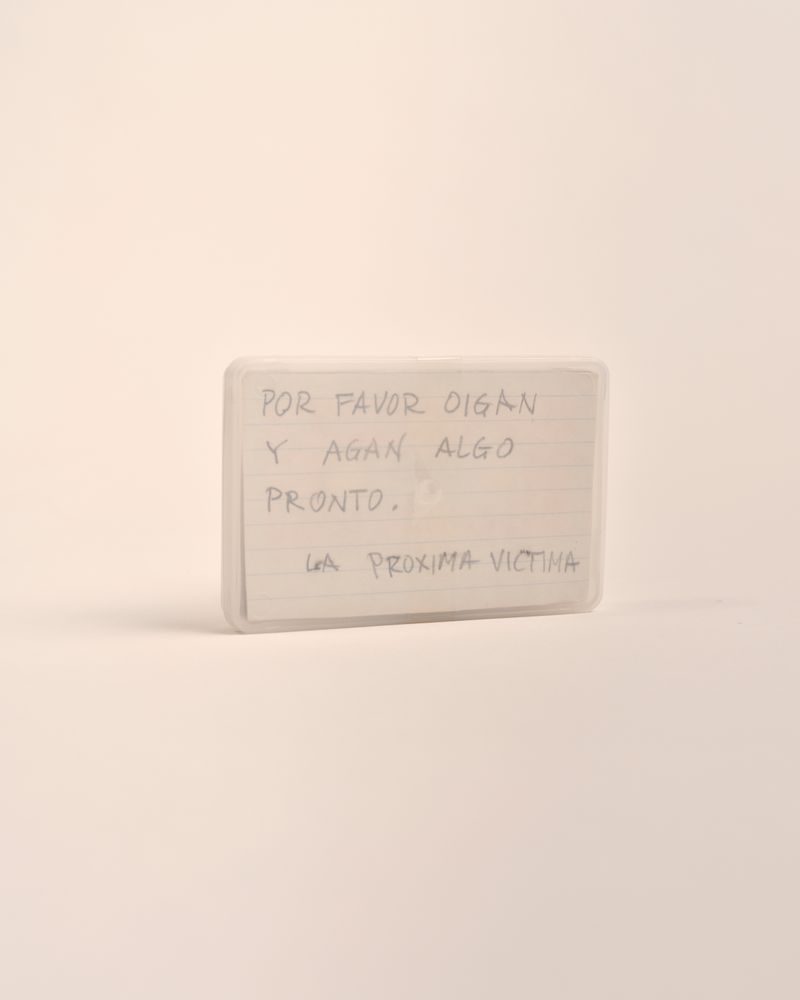 POR FAVOR OIGAN
Y AGAN ALGO
PRONTO.
LA PROXIMA VICTIMA